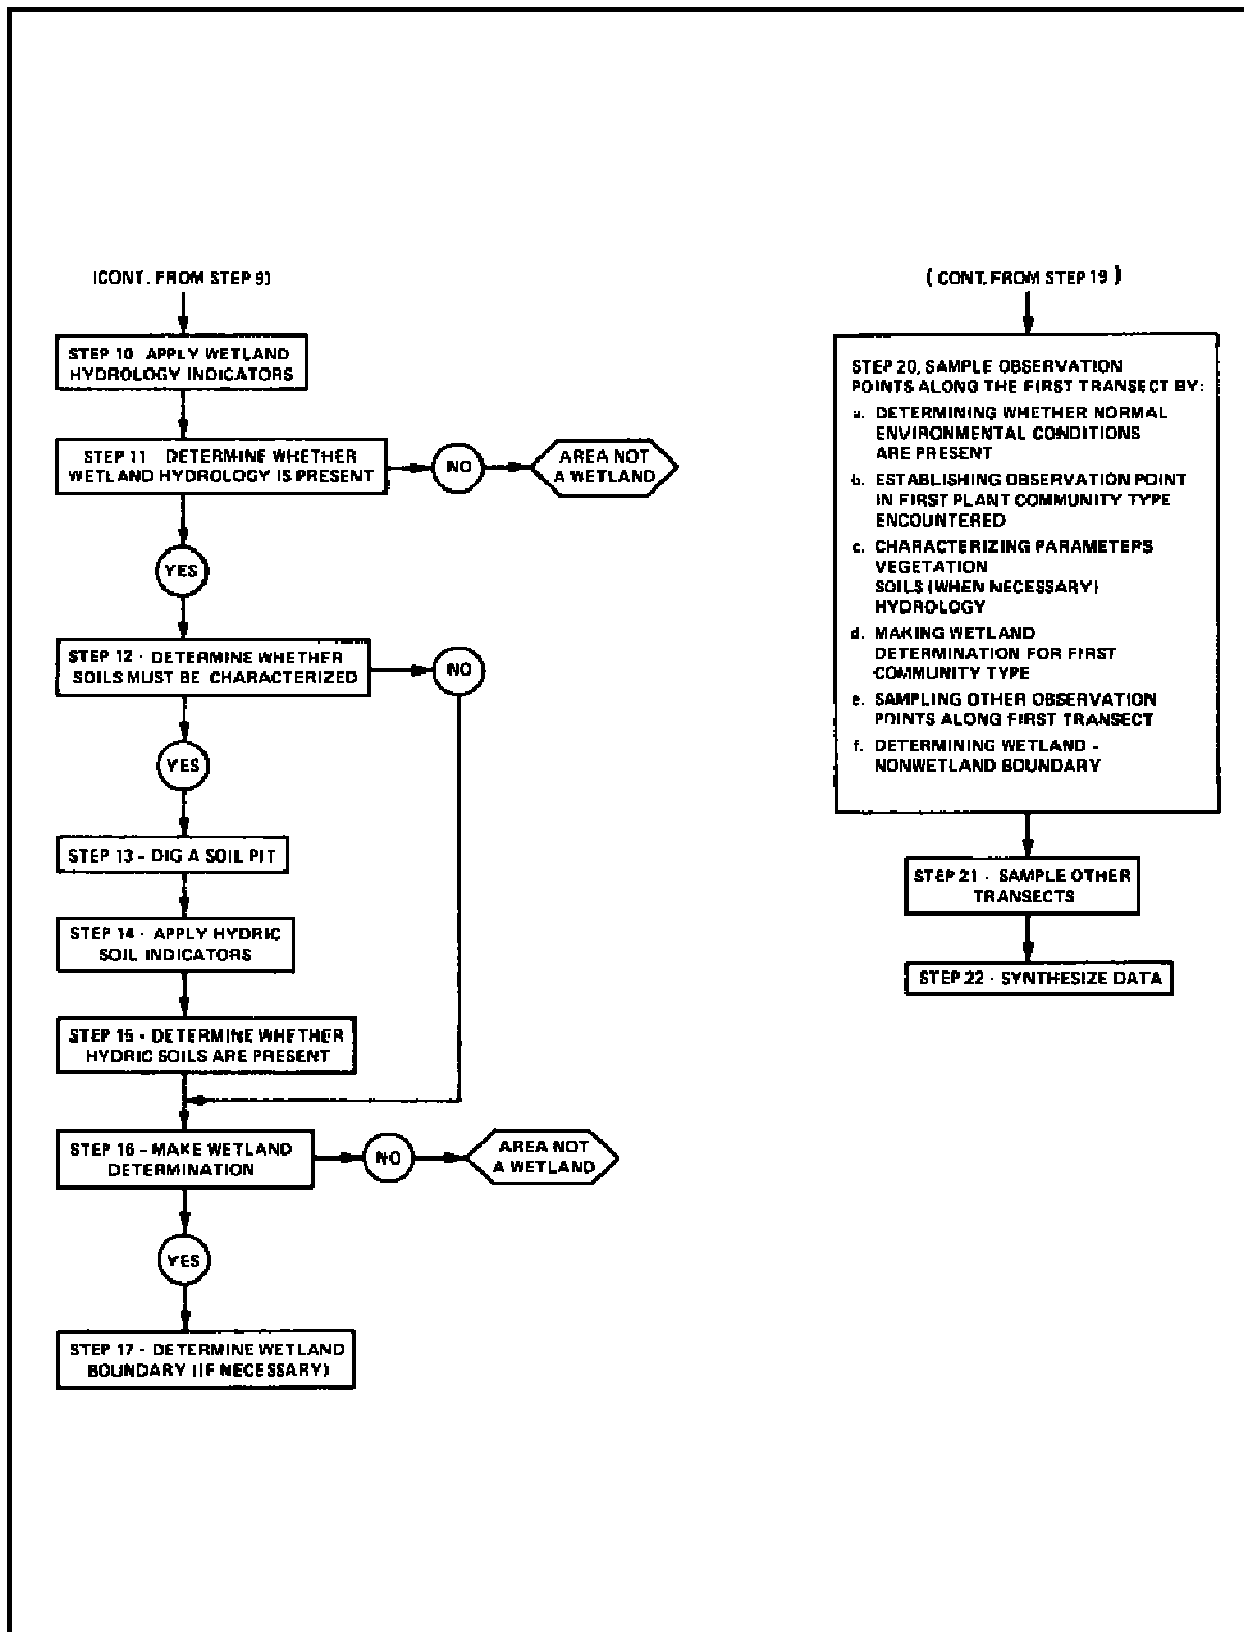 (CONT. FROM STEP 9)
STEP 10 - APPLY WETLAND
HYDROLOGY INDICATORS
STEP 11 - DETERMINE WHETHER
WETLAND HYDROLOGY IS PRESENT
NO
AREA NOT
A WETLAND
YES
STEP 12 - DETERMINE WHETHER
SOILS MUST BE CHARACTERIZED
NO
YES
STEP 13 - DIG A SOIL PIT
STEP 14 - APPLY HYDRIC
SOIL INDICATORS
STEP 15 - DETERMINE WHETHER
HYDRIC SOILS ARE PRESENT
STEP 16 - MAKE WETLAND
DETERMINATION
NO
AREA NOT
A WETLAND
YES
STEP 17 - DETERMINE WETLAND
BOUNDARY (IF NECESSARY)
( CONT. FROM STEP 19 )
STEP 20, SAMPLE OBSERVATION
POINTS ALONG THE FIRST TRANSECT BY:
a. DETERMINING WHETHER NORMAL
ENVIRONMENTAL CONDITIONS
ARE PRESENT
b. ESTABLISHING OBSERVATION POINT
IN FIRST PLANT COMMUNITY TYPE
ENCOUNTERED
c. CHARACTERIZING PARAMETERS
VEGETATION
SOILS (WHEN NECESSARY)
HYDROLOGY
d. MAKING WETLAND
DETERMINATION FOR FIRST
COMMUNITY TYPE
e. SAMPLING OTHER OBSERVATION
POINTS ALONG FIRST TRANSECT
f. DETERMINING WETLAND -
NONWETLAND BOUNDARY
STEP 21 - SAMPLE OTHER
TRANSECTS
STEP 22 - SYNTHESIZE DATA